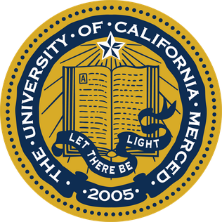 ·THE·UNIVERSITY·OF·CALIFORNIA·MERCED·
A
LET THERE BE
LIGHT
·2005·